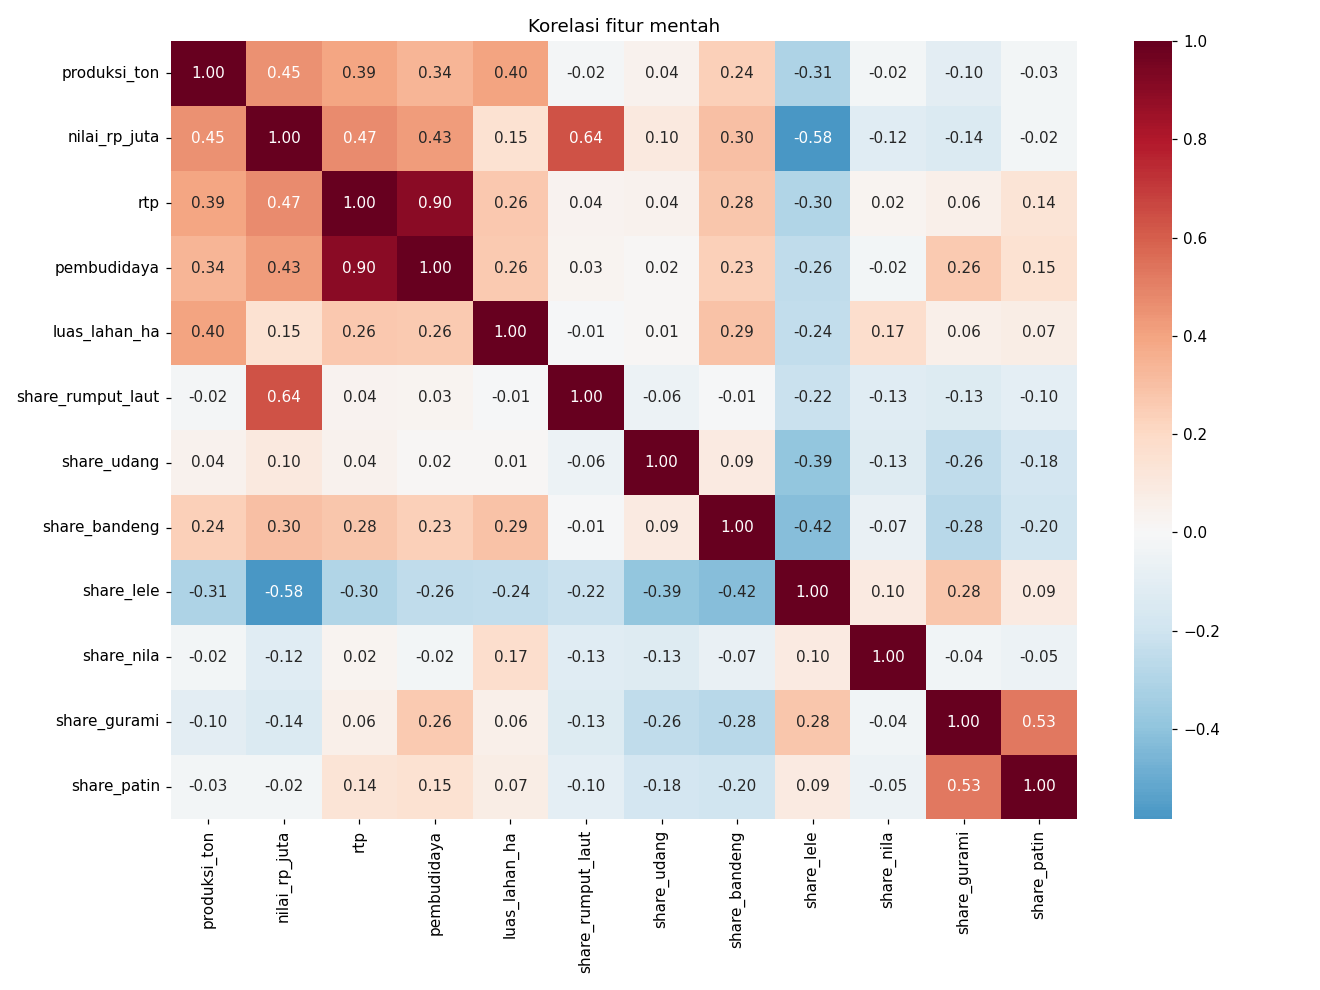 Korelasi fitur mentah
produksi_ton 1.00 0.45 0.39 0.34 0.40 -0.02 0.04 0.24 -0.31 -0.02 -0.10 -0.03
nilai_rp_juta 0.45 1.00 0.47 0.43 0.15 0.64 0.10 0.30 -0.58 -0.12 -0.14 -0.02
rtp 0.39 0.47 1.00 0.90 0.26 0.04 0.04 0.28 -0.30 0.02 0.06 0.14
pembudidaya 0.34 0.43 0.90 1.00 0.26 0.03 0.02 0.23 -0.26 -0.02 0.26 0.15
luas_lahan_ha 0.40 0.15 0.26 0.26 1.00 -0.01 0.01 0.29 -0.24 0.17 0.06 0.07
share_rumput_laut -0.02 0.64 0.04 0.03 -0.01 1.00 -0.06 -0.01 -0.22 -0.13 -0.13 -0.10
share_udang 0.04 0.10 0.04 0.02 0.01 -0.06 1.00 0.09 -0.39 -0.13 -0.26 -0.18
share_bandeng 0.24 0.30 0.28 0.23 0.29 -0.01 0.09 1.00 -0.42 -0.07 -0.28 -0.20
share_lele -0.31 -0.58 -0.30 -0.26 -0.24 -0.22 -0.39 -0.42 1.00 0.10 0.28 0.09
share_nila -0.02 -0.12 0.02 -0.02 0.17 -0.13 -0.13 -0.07 0.10 1.00 -0.04 -0.05
share_gurami -0.10 -0.14 0.06 0.26 0.06 -0.13 -0.26 -0.28 0.28 -0.04 1.00 0.53
share_patin -0.03 -0.02 0.14 0.15 0.07 -0.10 -0.18 -0.20 0.09 -0.05 0.53 1.00
produksi_ton
nilai_rp_juta
rtp
pembudidaya
luas_lahan_ha
share_rumput_laut
share_udang
share_bandeng
share_lele
share_nila
share_gurami
share_patin
1.0
0.8
0.6
0.4
0.2
0.0
−0.2
−0.4